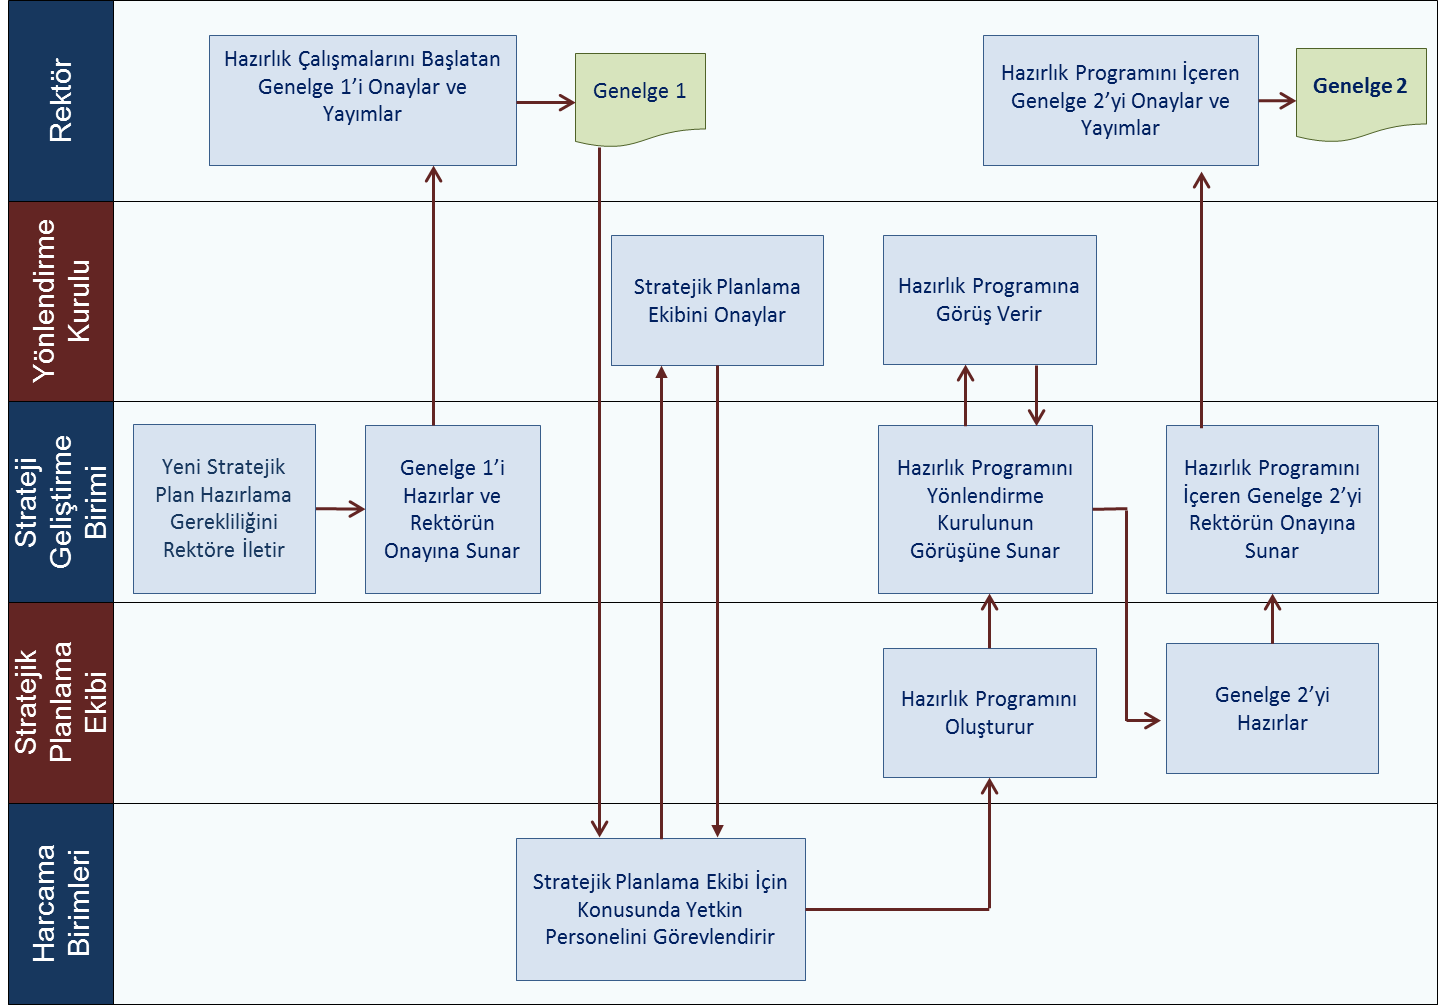 Rektör
Hazırlık Çalışmalarını Başlatan
Genelge 1’i Onaylar ve
Yayımlar
Genelge 1
Hazırlık Programını İçeren
Genelge 2’yi Onaylar ve
Yayımlar
Genelge 2
Yönlendirme
Kurulu
Stratejik Planlama
Ekibini Onaylar
Hazırlık Programına
Görüş Verir
Strateji
Geliştirme
Birimi
Yeni Stratejik
Plan Hazırlama
Gerekliliğini
Rektöre İletir
Genelge 1’i
Hazırlar ve
Rektörün
Onayına Sunar
Hazırlık Programını
Yönlendirme
Kurulunun
Görüşüne Sunar
Hazırlık Programını
İçeren Genelge 2’yi
Rektörün Onayına
Sunar
Stratejik
Planlama
Ekibi
Hazırlık Programını
Oluşturur
Genelge 2’yi
Hazırlar
Harcama
Birimleri
Stratejik Planlama Ekibi İçin
Konusunda Yetkin
Personelini Görevlendirir